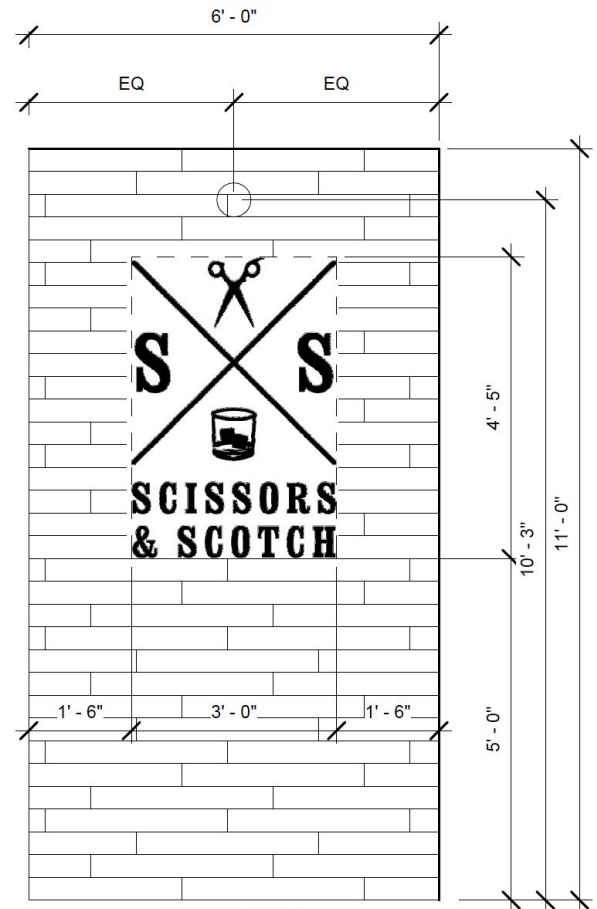 6' - 0"
EQ EQ
S S
SCISSORS
& SCOTCH
4' - 5"
10' - 3"
11' - 0"
1' - 6" 3' - 0" 1' - 6"
5' - 0"